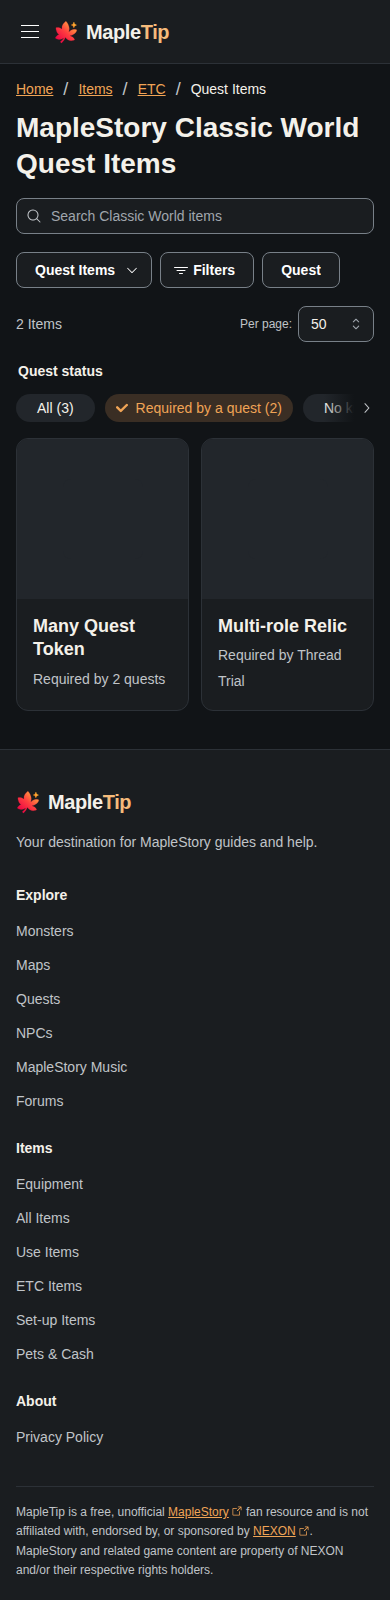 MapleTip
Home / Items / ETC / Quest Items
MapleStory Classic World
Quest Items
Search Classic World items
Quest Items Filters Quest
2 Items Per page: 50
Quest status
All (3) Required by a quest (2) No
Many Quest
Token
Required by 2 quests
Multi-role Relic
Required by Thread
Trial
MapleTip
Your destination for MapleStory guides and help.
Explore
Monsters
Maps
Quests
NPCs
MapleStory Music
Forums
Items
Equipment
All Items
Use Items
ETC Items
Set-up Items
Pets & Cash
About
Privacy Policy
MapleTip is a free, unofficial MapleStory fan resource and is not
affiliated with, endorsed by, or sponsored by NEXON.
MapleStory and related game content are property of NEXON
and/or their respective rights holders.